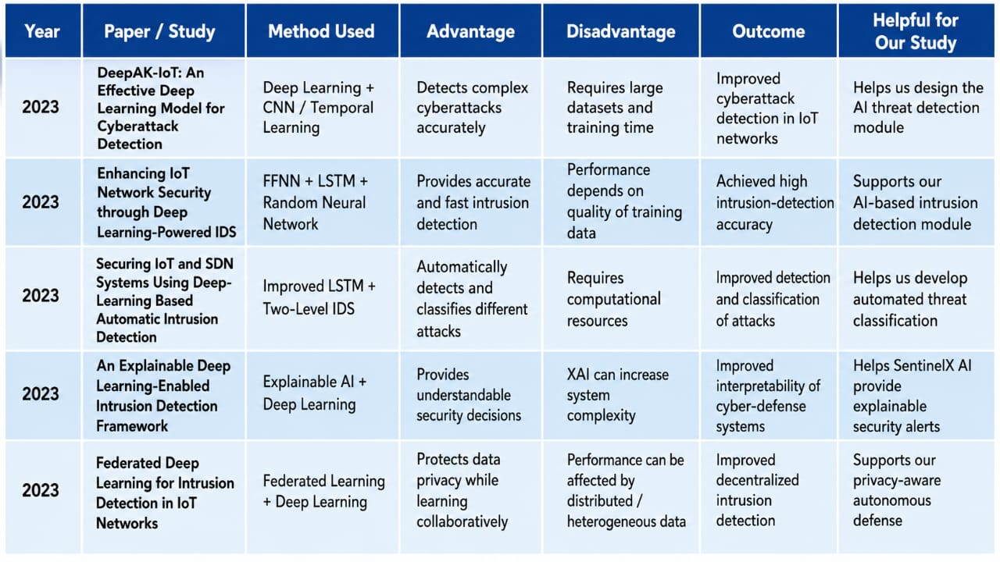 Year
Paper / Study
Method Used
Advantage
Disadvantage
Outcome
Helpful for
Our Study
2023
DeepAK-IoT: An
Effective Deep
Learning Model for
Cyberattack
Detection
Deep Learning +
CNN / Temporal
Learning
Detects complex
cyberattacks
accurately
Requires large
datasets and
training time
Improved
cyberattack
detection in IoT
networks
Helps us design the
AI threat detection
module
2023
Enhancing IoT
Network Security
through Deep
Learning-Powered IDS
FFNN + LSTM +
Random Neural
Network
Provides accurate
and fast intrusion
detection
Performance
depends on
quality of training
data
Achieved high
intrusion-detection
accuracy
Supports our
AI-based intrusion
detection module
2023
Securing IoT and SDN
Systems Using Deep-
Learning Based
Automatic Intrusion
Detection
Improved LSTM +
Two-Level IDS
Automatically
detects and
classifies different
attacks
Requires
computational
resources
Improved detection
and classification
of attacks
Helps us develop
automated threat
classification
2023
An Explainable Deep
Learning-Enabled
Intrusion Detection
Framework
Explainable AI +
Deep Learning
Provides
understandable
security decisions
XAI can increase
system
complexity
Improved
interpretability of
cyber-defense
systems
Helps SentinelX AI
provide
explainable
security alerts
2023
Federated Deep
Learning for Intrusion
Detection in IoT
Networks
Federated Learning
+ Deep Learning
Protects data
privacy while
learning
collaboratively
Performance can be
affected by
distributed /
heterogeneous data
Improved
decentralized
intrusion
detection
Supports our
privacy-aware
autonomous
defense